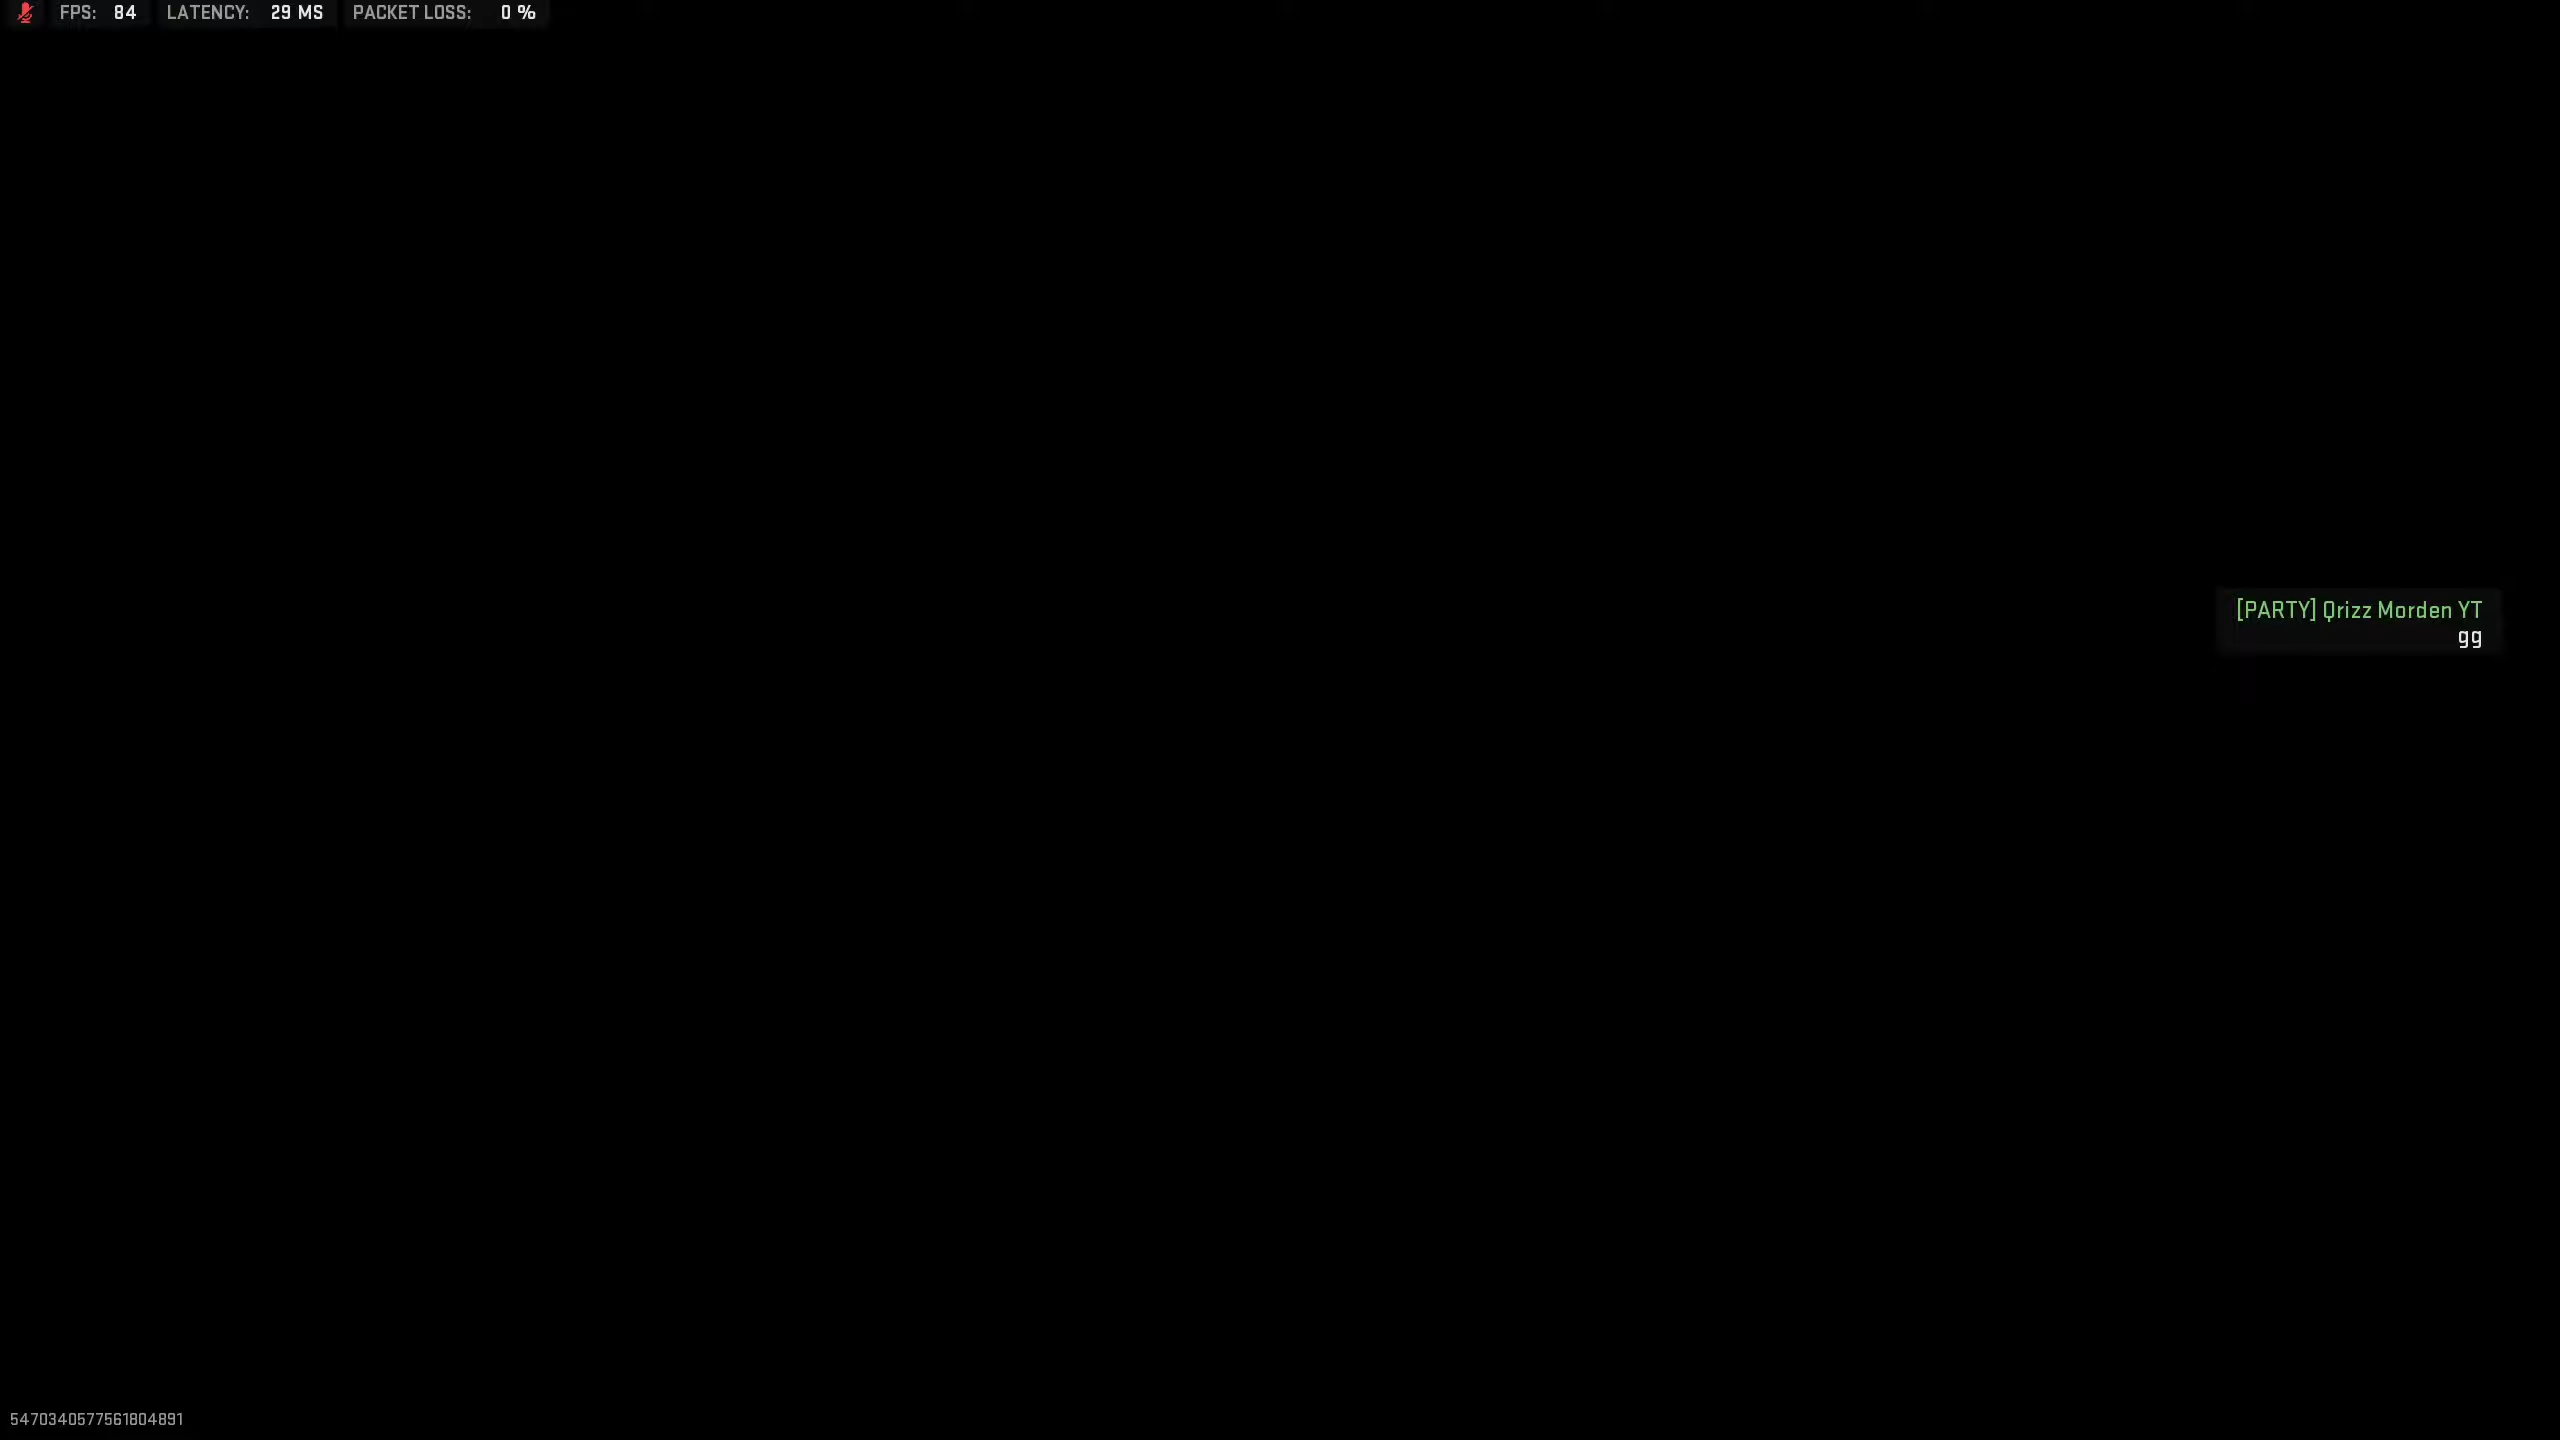 FPS: 84 LATENCY: 29 MS PACKET LOSS: 0 %
[PARTY] Qrizz Morden YT
gg
5470340577561804891